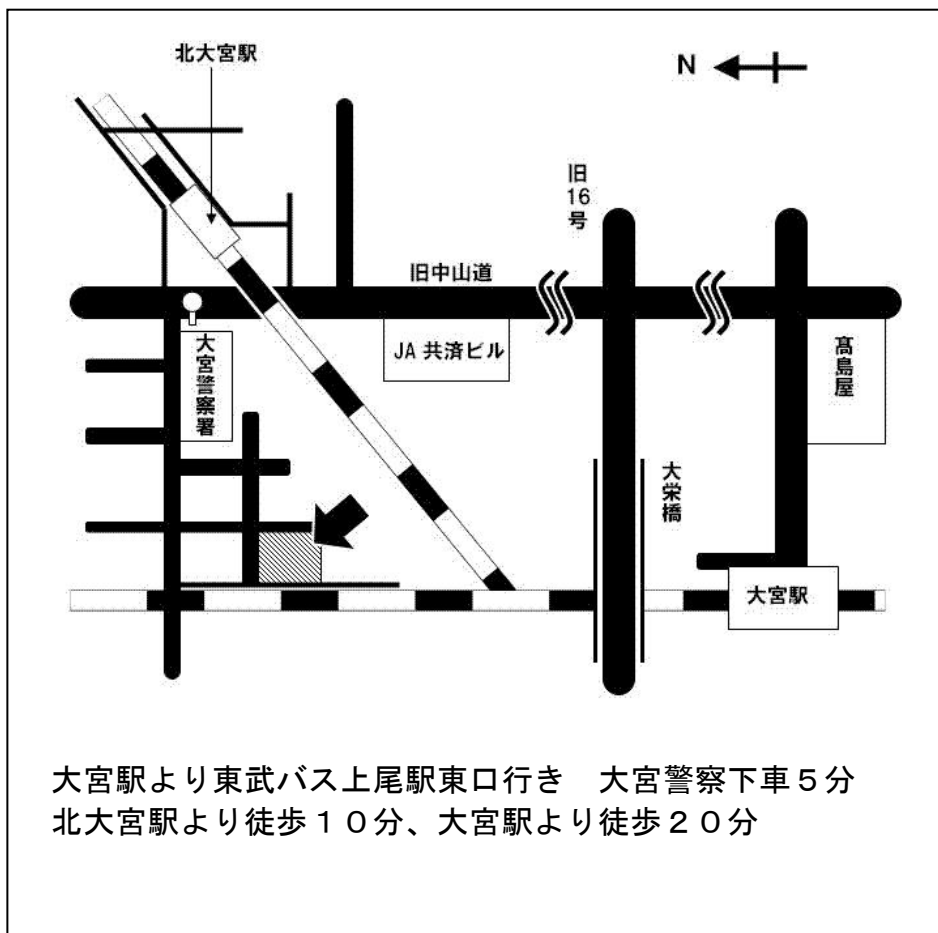 北大宮駅
N
旧16号
旧中山道
大宮警察署
JA 共済ビル
髙島屋
大栄橋
大宮駅
大宮駅より東武バス上尾駅東口行き　大宮警察下車５分
北大宮駅より徒歩１０分、大宮駅より徒歩２０分